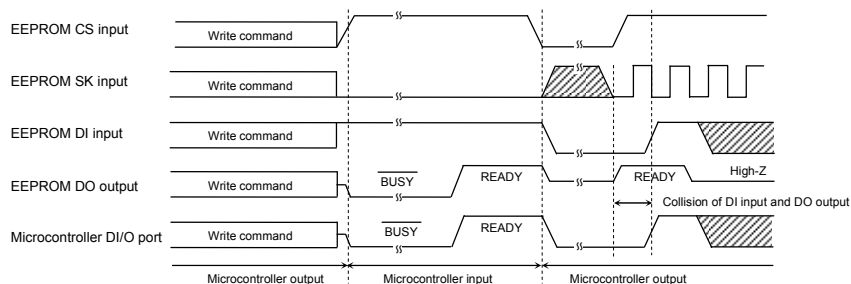 EEPROM CS input
Write command
EEPROM SK input
Write command
EEPROM DI input
Write command
EEPROM DO output
Write command
BUSY
READY
READY
High-Z
Collision of DI input and DO output
Microcontroller DI/O port
Write command
BUSY
READY
Microcontroller output
Microcontroller input
Microcontroller output